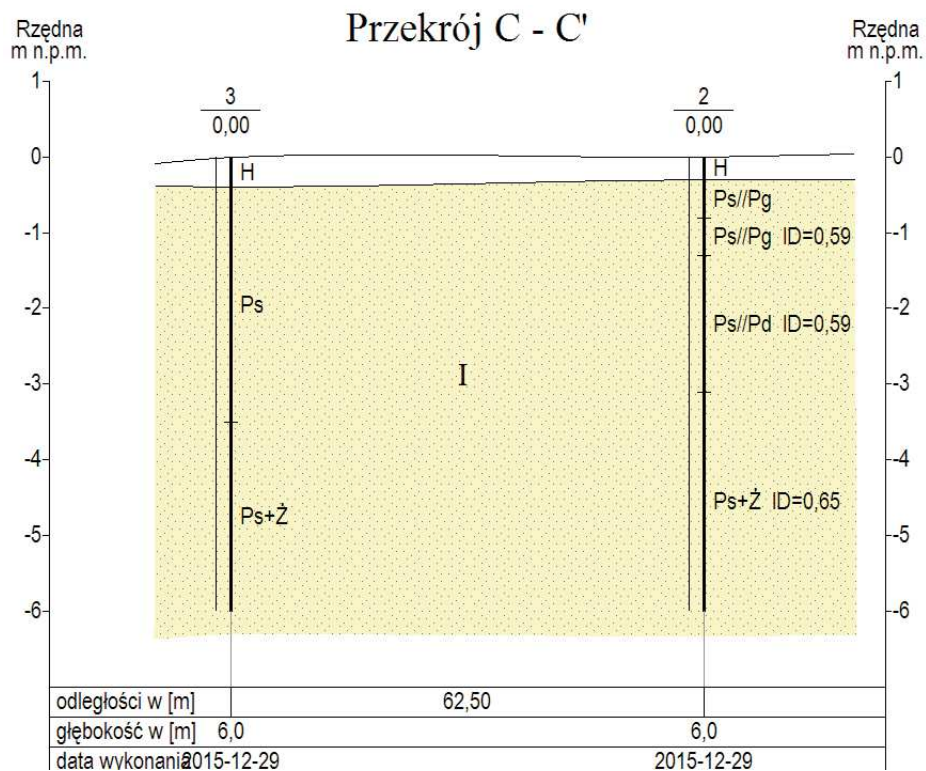 Przekrój C - C'
Rzędna
m n.p.m.
Rzędna
m n.p.m.
1
1
3
0,00
2
0,00
0
0
H
H
Ps//Pg
-1
Ps//Pg ID=0,59
-1
-2
Ps
Ps//Pd ID=0,59
-2
-3
I
-3
-4
-4
Ps+Ż
Ps+Ż ID=0,65
-5
-5
-6
-6
odległości w [m] 62,50
głębokość w [m] 6,0 6,0
data wykonania 2015-12-29 2015-12-29